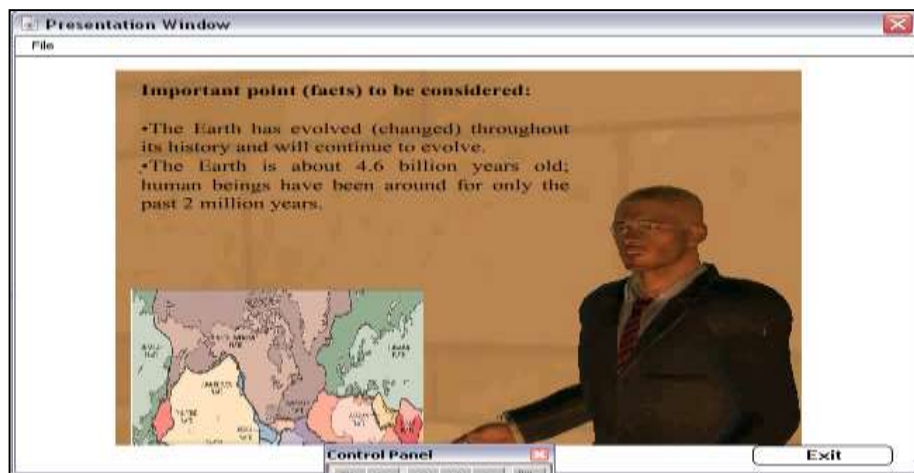 Presentation Window
File
Important point (facts) to be considered:
•The Earth has evolved (changed) throughout
its history and will continue to evolve.
•The Earth is about 4.6 billion years old;
human beings have been around for only the
past 2 million years.
Control Panel
Exit